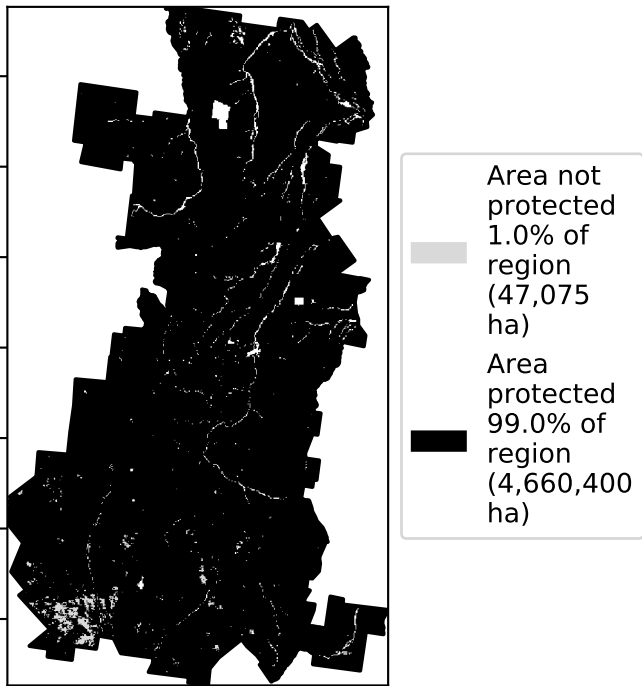 Area not
protected
1.0% of
region
(47,075
ha)
Area
protected
99.0% of
region
(4,660,400
ha)